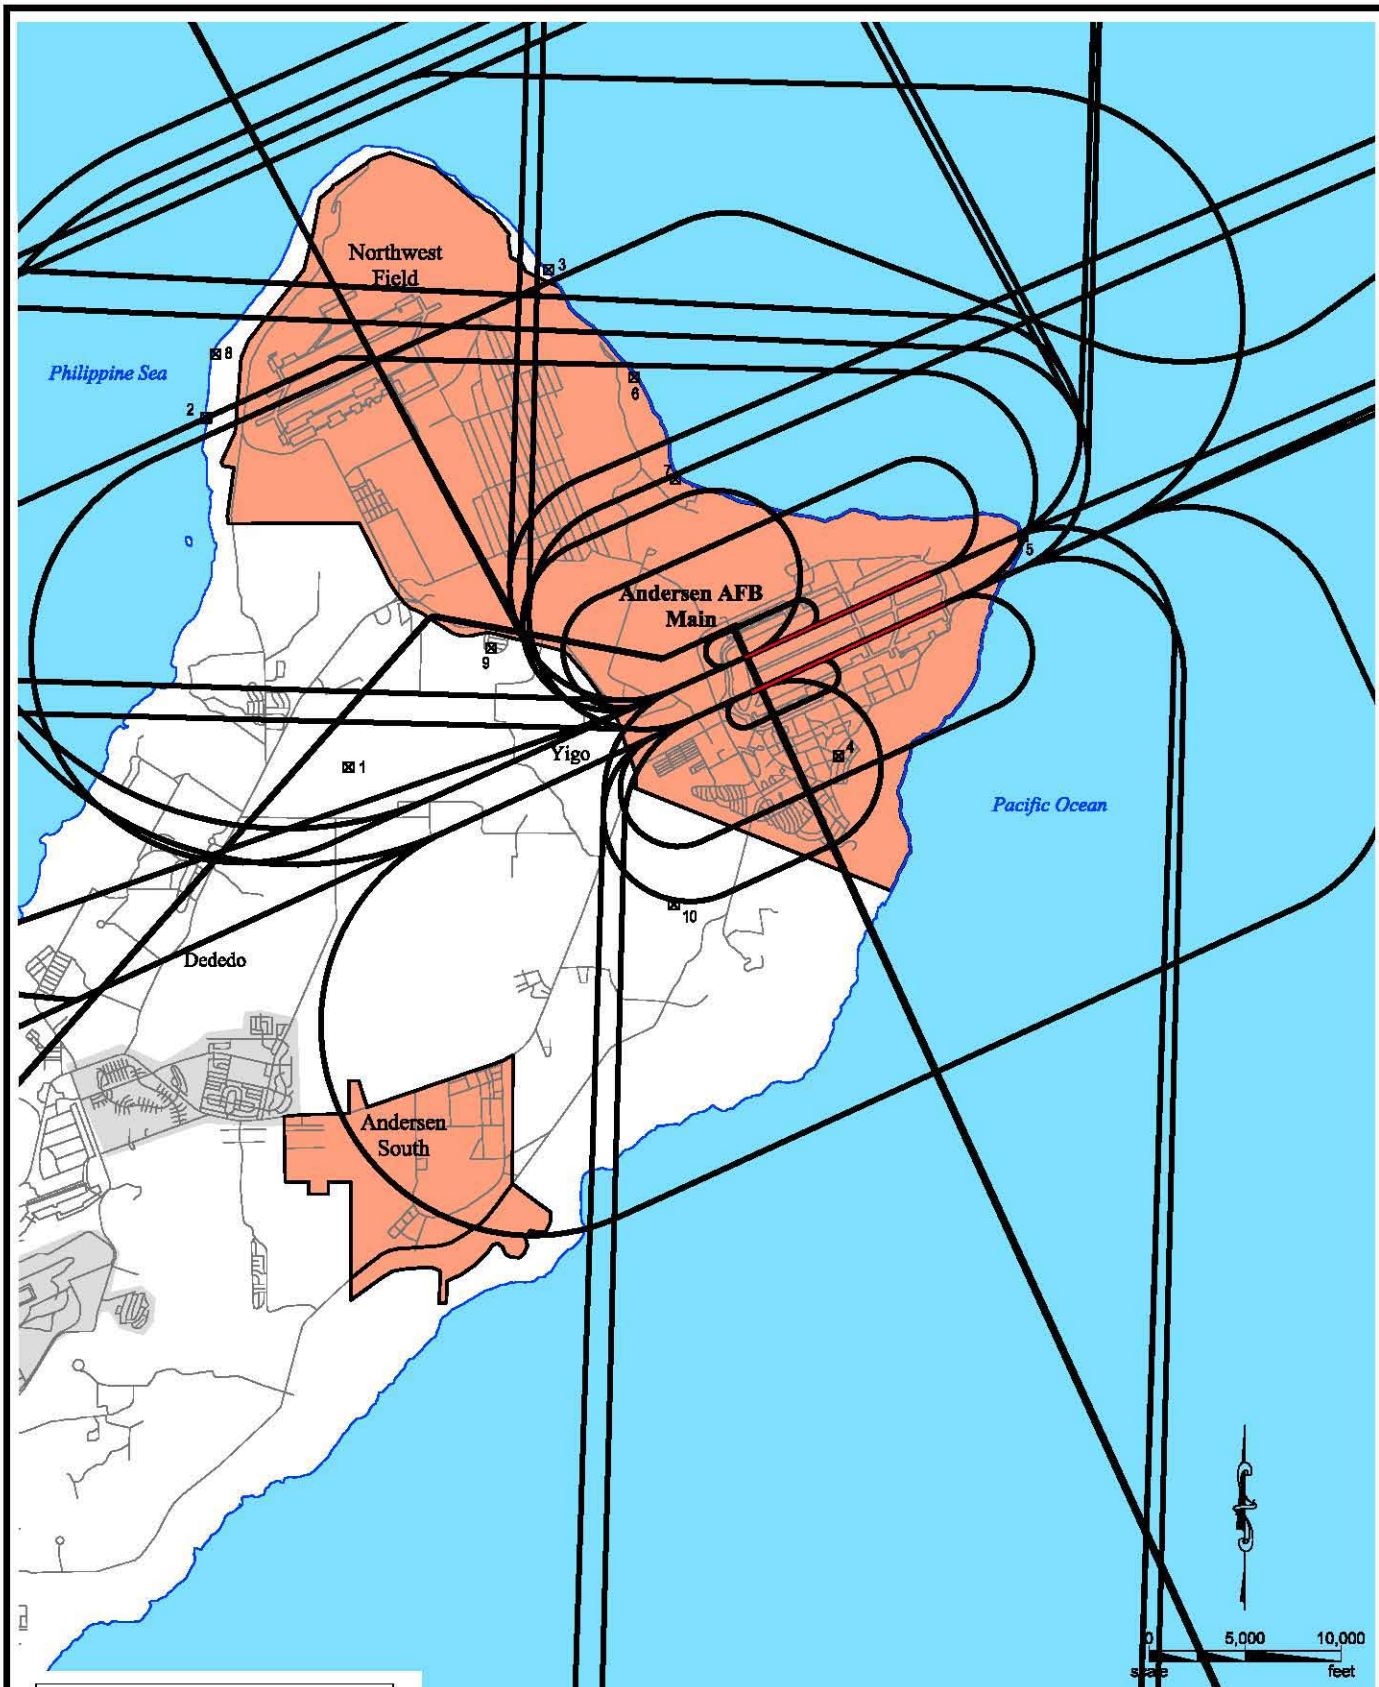 Northwest
Field
3
8
Philippine Sea
2
6
7
5
Andersen AFB
Main
9
Yigo
4
1
Pacific Ocean
10
Dededo
Andersen
South
0 5,000 10,000
scale feet